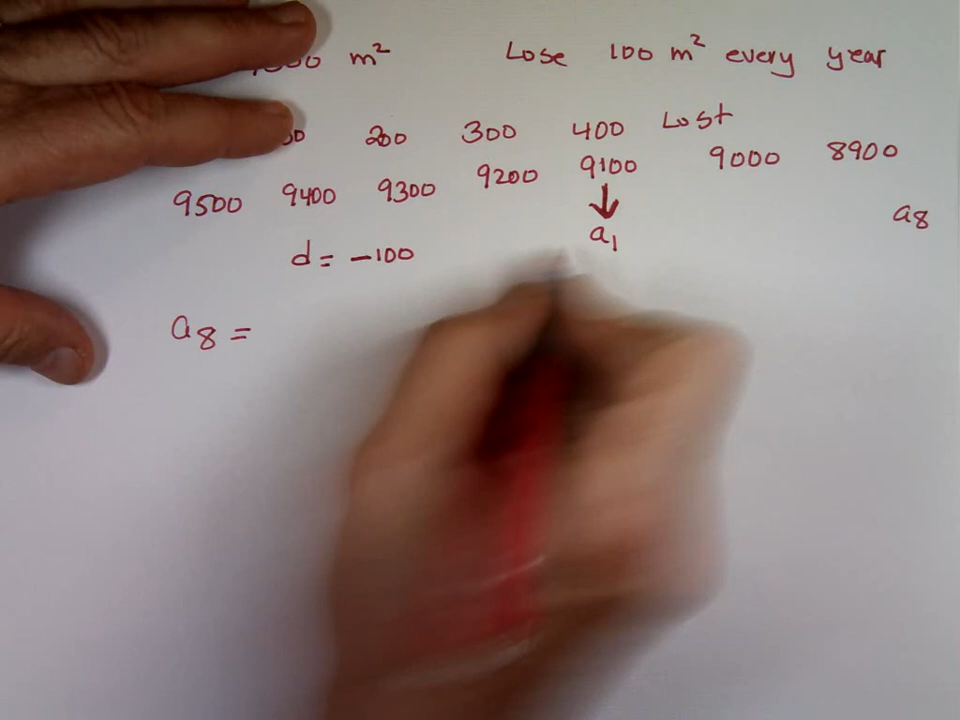 m² Lose 100 m² every year
200 300 400 Lost
9500 9400 9300 9200 9100 9000 8900
d = -100 a₁ a₈
a₈ =